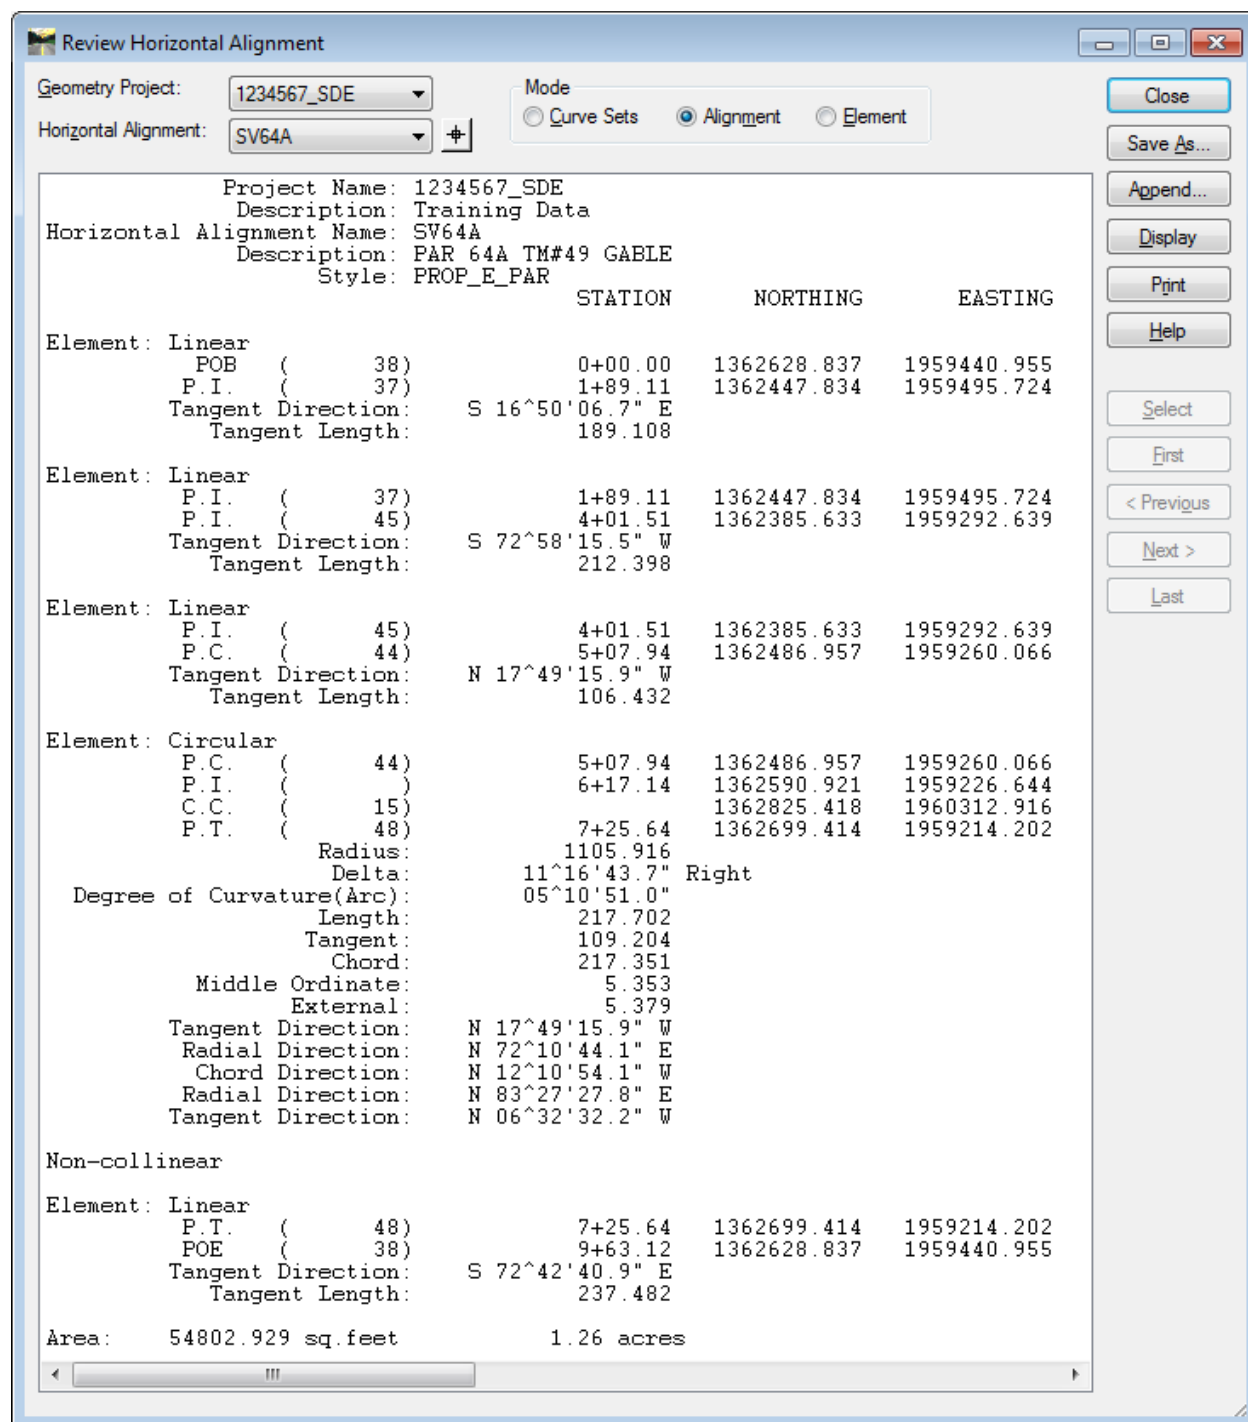 Review Horizontal Alignment
Geometry Project: 1234567_SDE
Horizontal Alignment: SV64A
Mode
Curve Sets Alignment Element
Close
Save As...
Append...
Display
Print
Help
Select
First
< Previous
Next >
Last
Project Name: 1234567_SDE
Description: Training Data
Horizontal Alignment Name: SV64A
Description: PAR 64A TM#49 GABLE
Style: PROP_E_PAR
STATION NORTHING EASTING
Element: Linear
POB ( 38) 0+00.00 1362628.837 1959440.955
P.I. ( 37) 1+89.11 1362447.834 1959495.724
Tangent Direction: S 16^50'06.7" E
Tangent Length: 189.108
Element: Linear
P.I. ( 37) 1+89.11 1362447.834 1959495.724
P.I. ( 45) 4+01.51 1362385.633 1959292.639
Tangent Direction: S 72^58'15.5" W
Tangent Length: 212.398
Element: Linear
P.I. ( 45) 4+01.51 1362385.633 1959292.639
P.C. ( 44) 5+07.94 1362486.957 1959260.066
Tangent Direction: N 17^49'15.9" W
Tangent Length: 106.432
Element: Circular
P.C. ( 44) 5+07.94 1362486.957 1959260.066
P.I. ( ) 6+17.14 1362590.921 1959226.644
C.C. ( 15) 1362825.418 1960312.916
P.T. ( 48) 7+25.64 1362699.414 1959214.202
Radius: 1105.916
Delta: 11^16'43.7" Right
Degree of Curvature(Arc): 05^10'51.0"
Length: 217.702
Tangent: 109.204
Chord: 217.351
Middle Ordinate: 5.353
External: 5.379
Tangent Direction: N 17^49'15.9" W
Radial Direction: N 72^10'44.1" E
Chord Direction: N 12^10'54.1" W
Radial Direction: N 83^27'27.8" E
Tangent Direction: N 06^32'32.2" W
Non-collinear
Element: Linear
P.T. ( 48) 7+25.64 1362699.414 1959214.202
POE ( 38) 9+63.12 1362628.837 1959440.955
Tangent Direction: S 72^42'40.9" E
Tangent Length: 237.482
Area: 54802.929 sq.feet 1.26 acres